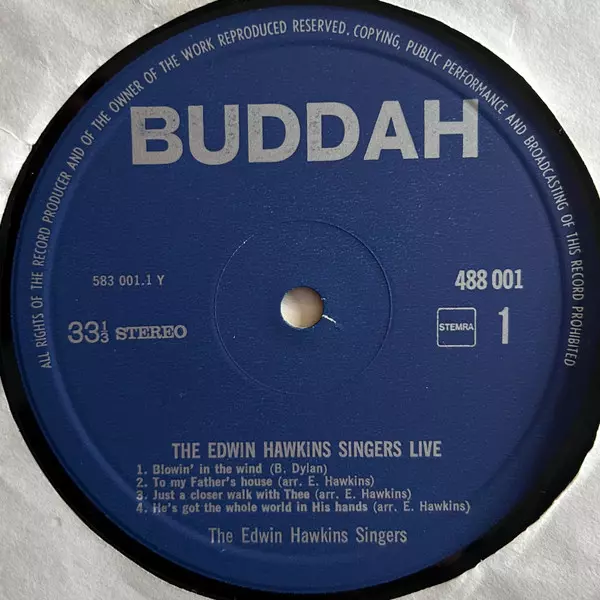 ALL RIGHTS OF THE RECORD PRODUCER AND OF THE OWNER OF THE WORK REPRODUCED RESERVED. COPYING, PUBLIC PERFORMANCE AND BROADCASTING OF THIS RECORD PROHIBITED
BUDDAH
583 001.1 Y
488 001
33⅓ STEREO
STEMRA
1
THE EDWIN HAWKINS SINGERS LIVE
1. Blowin' in the wind (B. Dylan)
2. To my Father's house (arr. E. Hawkins)
3. Just a closer walk with Thee (arr. E. Hawkins)
4. He's got the whole world in His hands (arr. E. Hawkins)
The Edwin Hawkins Singers